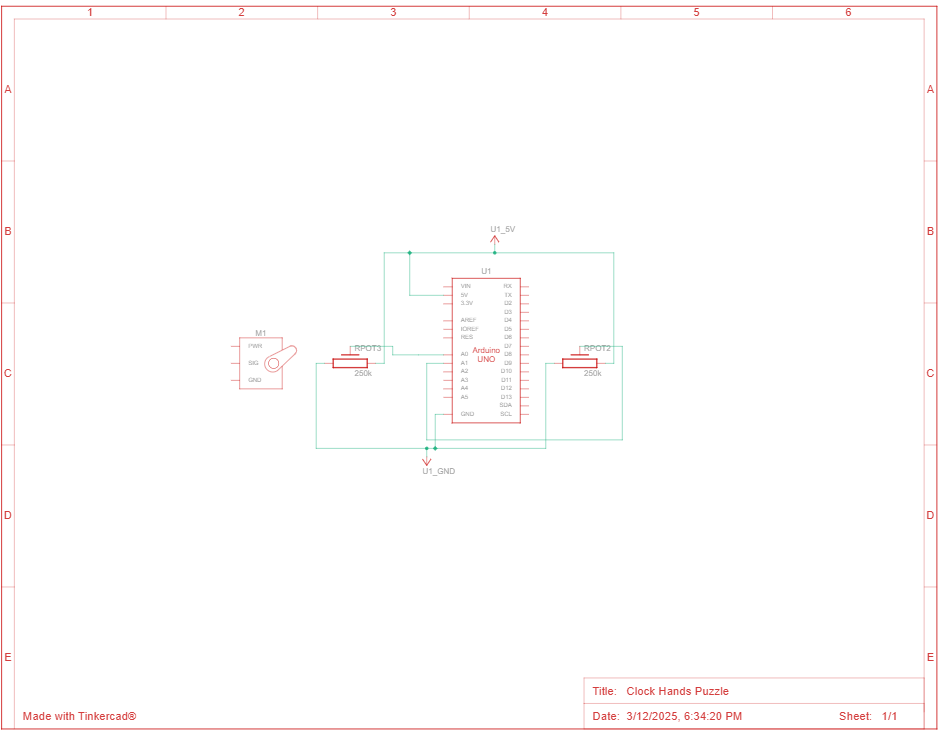 1 2 3 4 5 6
A A
B B
U1_5V
U1
VIN RX
5V TX
3.3V D2
D3
AREF D4
IOREF D5
RES D6
D7
A0 D8
A1 D9
A2 D10
A3 D11
A4 D12
A5 D13
SDA
GND SCL
Arduino
UNO
M1
PWR
SIG
GND
RPOT3
250k
RPOT2
250k
C C
U1_GND
D D
E E
Title: Clock Hands Puzzle
Made with Tinkercad® Date: 3/12/2025, 6:34:20 PM Sheet: 1/1